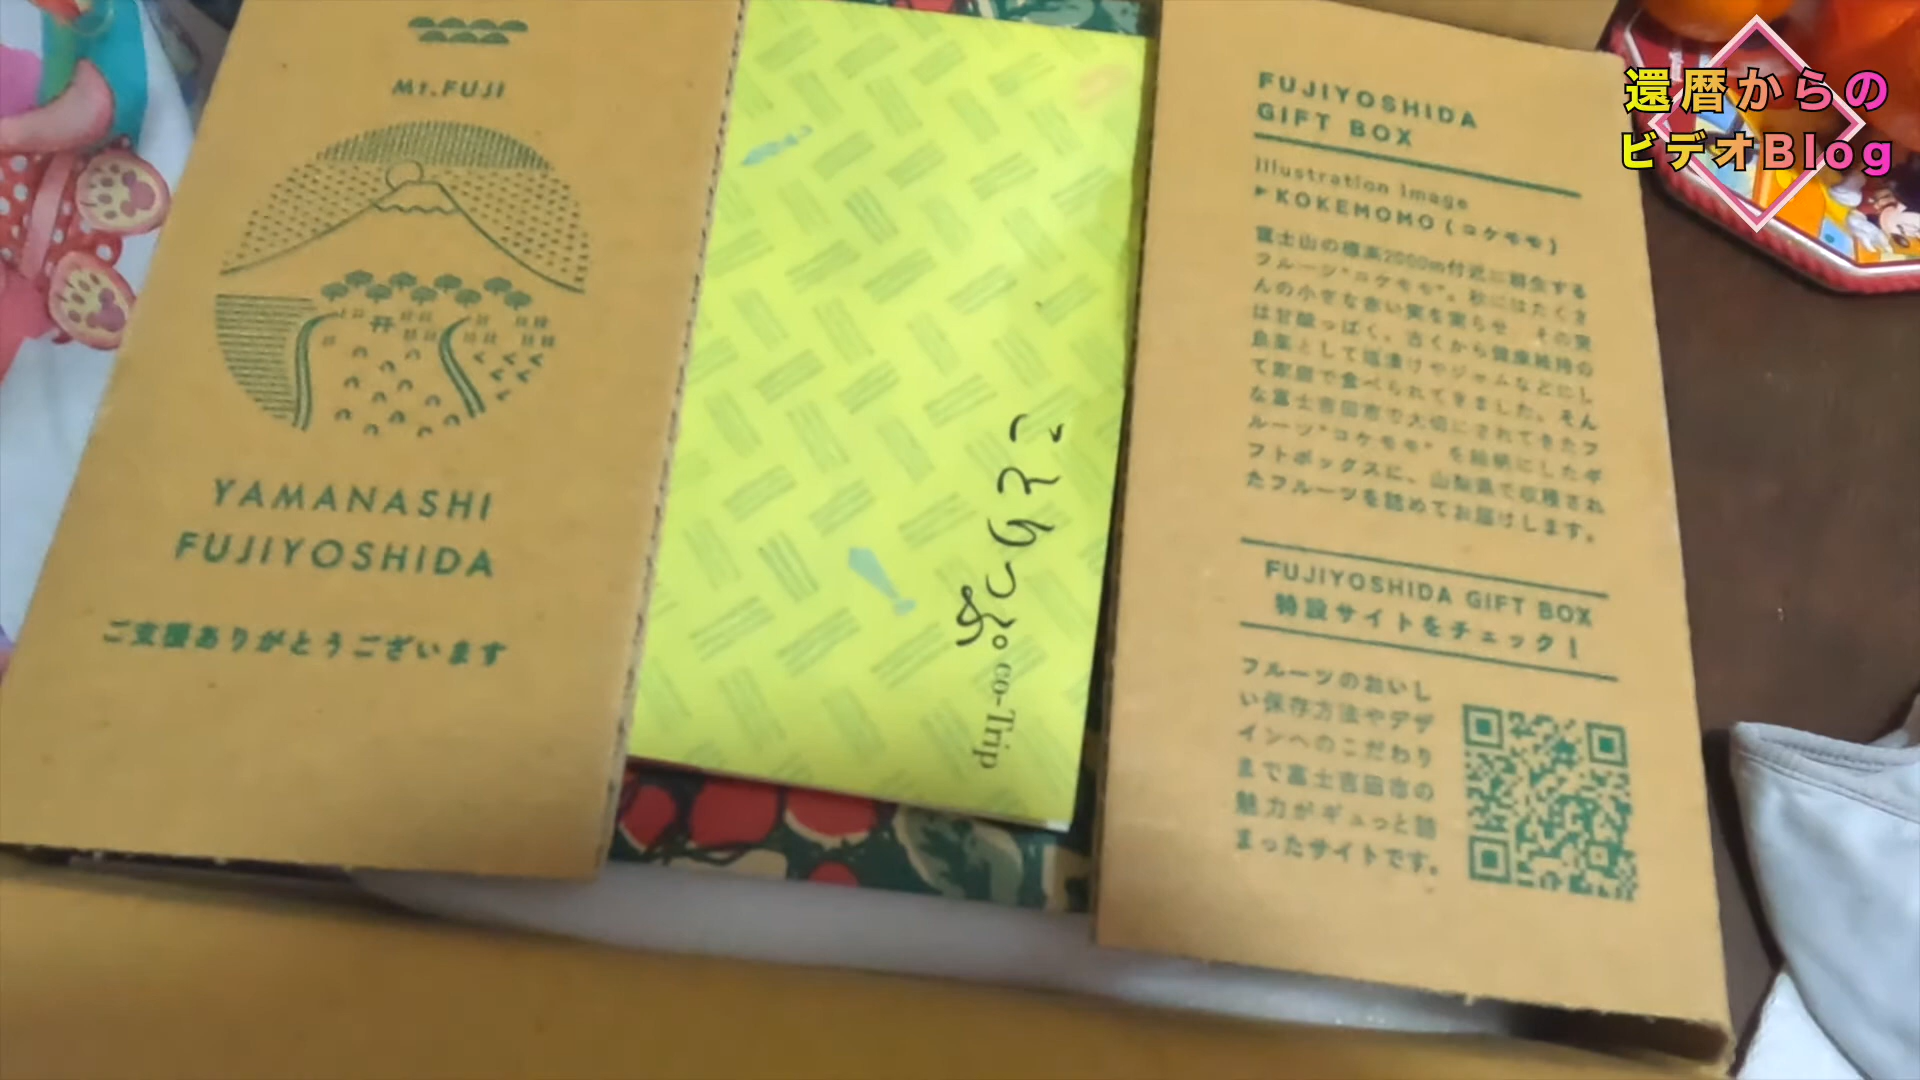 Mt.FUJI
YAMANASHI
FUJIYOSHIDA
ご支援ありがとうございます
ことりっぷ
co-Trip
FUJIYOSHIDA
GIFT BOX
Illustration image
▶KOKEMOMO (コケモモ)
富士山の標高2000m付近に群生する
フルーツ"コケモモ"。秋にはたくさ
んの小さな赤い実を実らせ、その実
は甘酸っぱく、古くから健康維持の
良薬として塩漬けやジャムなどにし
て家庭で食べられてきました。そん
な富士吉田市で大切にされてきたフ
ルーツ"コケモモ" を絵柄にしたギ
フトボックスに、山梨県で収穫され
たフルーツを詰めてお届けします。
FUJIYOSHIDA GIFT BOX
特設サイトをチェック！
フルーツのおいし
い保存方法やデザ
インへのこだわり
まで富士吉田市の
魅力がギュっと詰
まったサイトです。
還暦からの
ビデオBlog